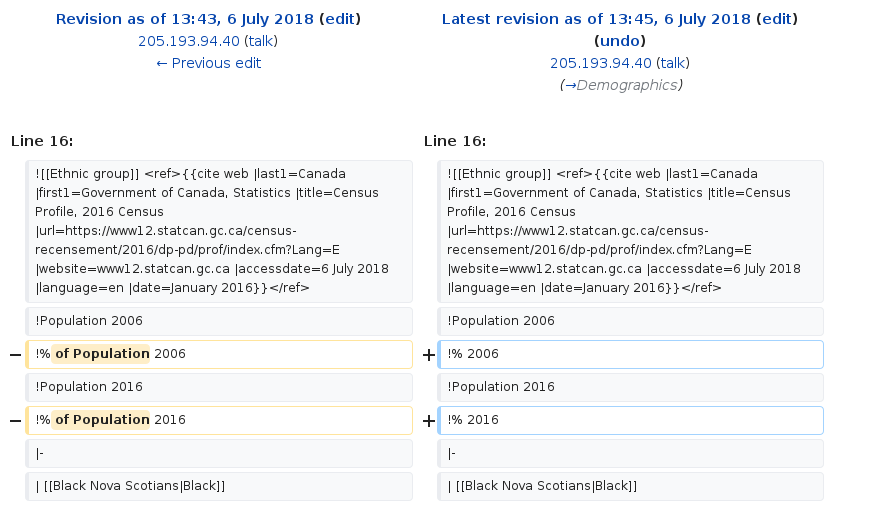 Revision as of 13:43, 6 July 2018 (edit)
205.193.94.40 (talk)
← Previous edit
Latest revision as of 13:45, 6 July 2018 (edit)
(undo)
205.193.94.40 (talk)
(→Demographics)
Line 16:
Line 16:
![[Ethnic group]] <ref>{{cite web |last1=Canada
|first1=Government of Canada, Statistics |title=Census
Profile, 2016 Census
|url=https://www12.statcan.gc.ca/census-
recensement/2016/dp-pd/prof/index.cfm?Lang=E
|website=www12.statcan.gc.ca |accessdate=6 July 2018
|language=en |date=January 2016}}</ref>
![[Ethnic group]] <ref>{{cite web |last1=Canada
|first1=Government of Canada, Statistics |title=Census
Profile, 2016 Census
|url=https://www12.statcan.gc.ca/census-
recensement/2016/dp-pd/prof/index.cfm?Lang=E
|website=www12.statcan.gc.ca |accessdate=6 July 2018
|language=en |date=January 2016}}</ref>
!Population 2006
!Population 2006
− !% of Population 2006
+ !% 2006
!Population 2016
!Population 2016
− !% of Population 2016
+ !% 2016
|-
|-
| [[Black Nova Scotians|Black]]
| [[Black Nova Scotians|Black]]